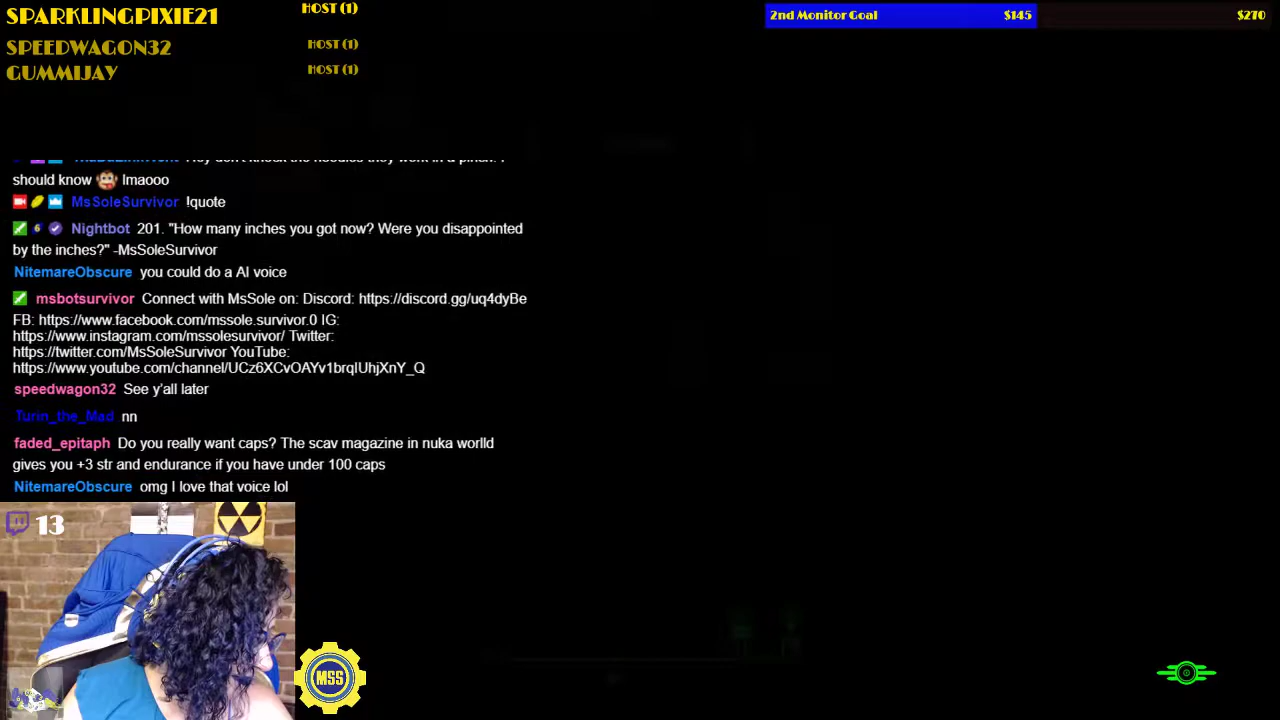 SPARKLINGPIXIE21 HOST (1)
SPEEDWAGON32 HOST (1)
GUMMIJAY HOST (1)
2nd Monitor Goal $145 $270
should know lmaooo
MsSoleSurvivor !quote
6 Nightbot 201. "How many inches you got now? Were you disappointed
by the inches?" -MsSoleSurvivor
NitemareObscure you could do a AI voice
msbotsurvivor Connect with MsSole on: Discord: https://discord.gg/uq4dyBe
FB: https://www.facebook.com/mssole.survivor.0 IG:
https://www.instagram.com/mssolesurvivor/ Twitter:
https://twitter.com/MsSoleSurvivor YouTube:
https://www.youtube.com/channel/UCz6XCvOAYv1brqIUhjXnY_Q
speedwagon32 See y'all later
Turin_the_Mad nn
faded_epitaph Do you really want caps? The scav magazine in nuka worlld
gives you +3 str and endurance if you have under 100 caps
NitemareObscure omg I love that voice lol
13
MSS